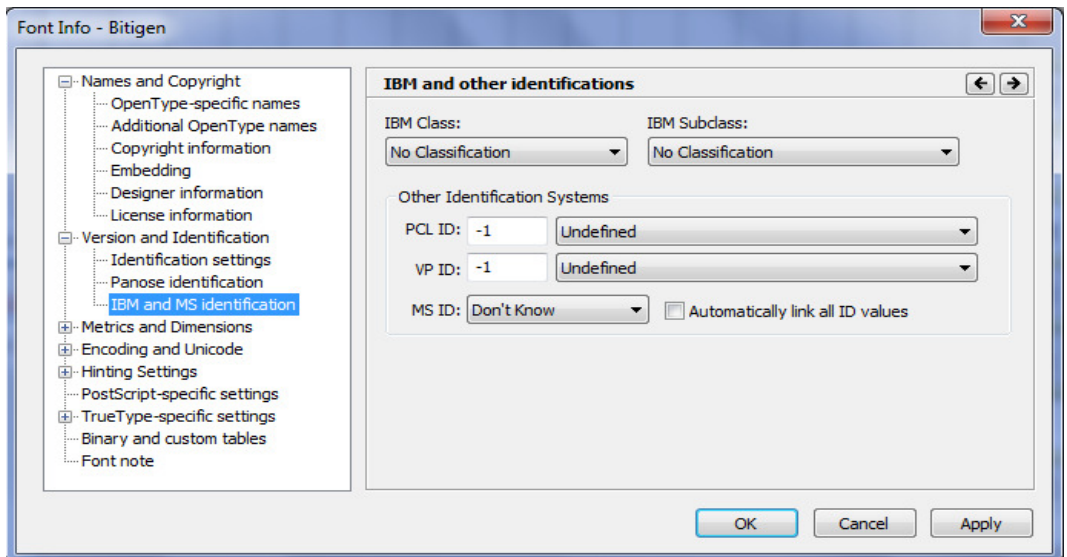 Font Info - Bitigen
Names and Copyright
OpenType-specific names
Additional OpenType names
Copyright information
Embedding
Designer information
License information
Version and Identification
Identification settings
Panose identification
IBM and MS identification
Metrics and Dimensions
Encoding and Unicode
Hinting Settings
PostScript-specific settings
TrueType-specific settings
Binary and custom tables
Font note
IBM and other identifications
IBM Class: IBM Subclass:
No Classification No Classification
Other Identification Systems
PCL ID: -1 Undefined
VP ID: -1 Undefined
MS ID: Don't Know Automatically link all ID values
OK Cancel Apply